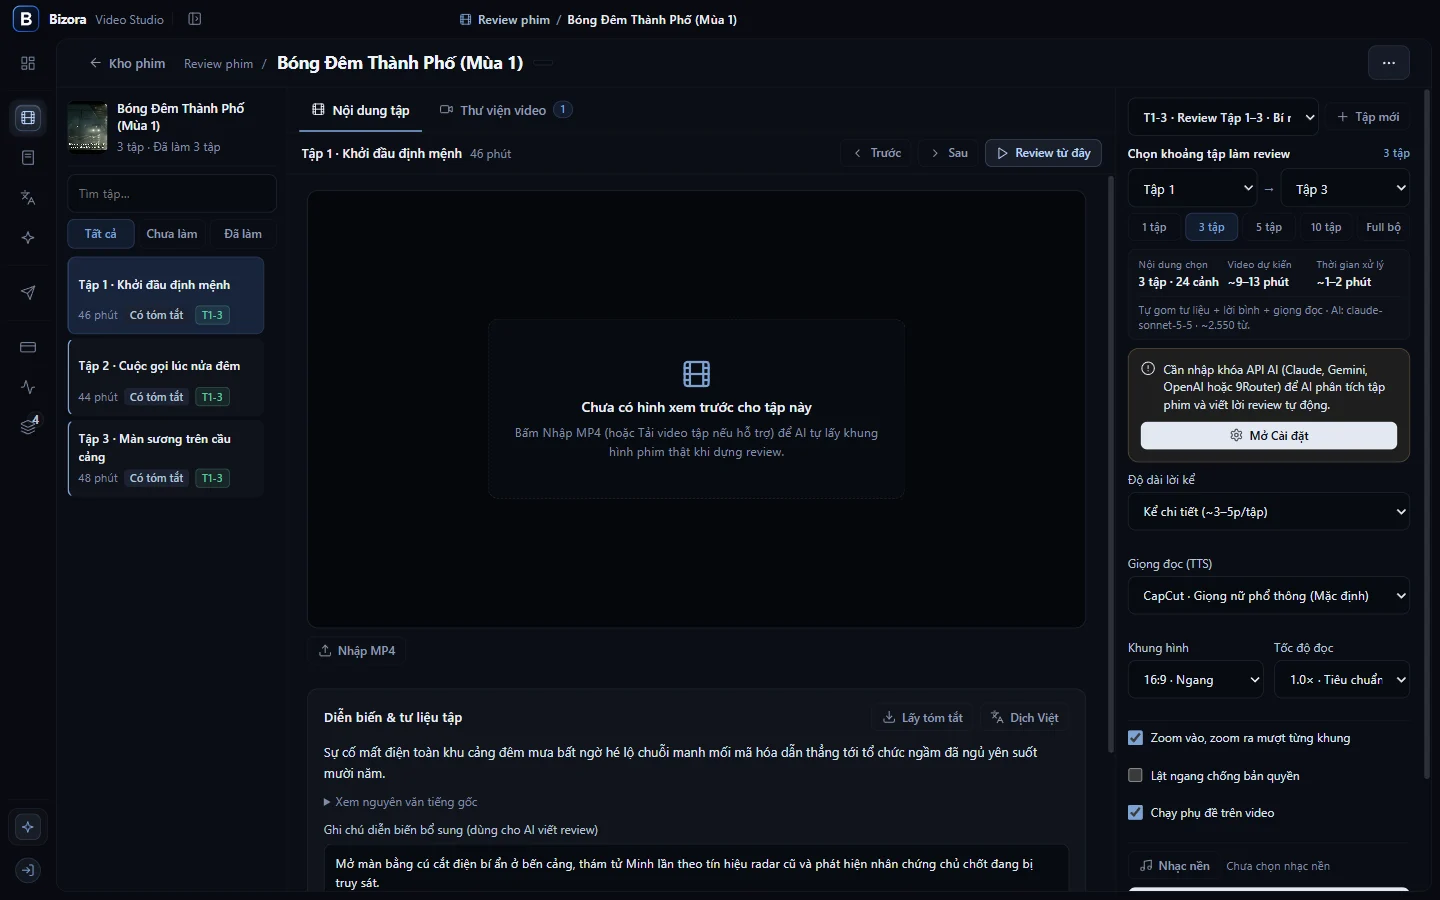 B Bizora Video Studio
Review phim / Bóng Đêm Thành Phố (Mùa 1)
Kho phim Review phim / Bóng Đêm Thành Phố (Mùa 1)
...
Bóng Đêm Thành Phố
(Mùa 1)
3 tập · Đã làm 3 tập
Tìm tập...
Tất cả Chưa làm Đã làm
Tập 1 · Khởi đầu định mệnh
46 phút Có tóm tắt T1-3
Tập 2 · Cuộc gọi lúc nửa đêm
44 phút Có tóm tắt T1-3
Tập 3 · Màn sương trên cầu
cảng
48 phút Có tóm tắt T1-3
4
Nội dung tập Thư viện video 1
Tập 1 · Khởi đầu định mệnh 46 phút
Trước Sau Review từ đây
Chưa có hình xem trước cho tập này
Bấm Nhập MP4 (hoặc Tải video tập nếu hỗ trợ) để AI tự lấy khung
hình phim thật khi dựng review.
Nhập MP4
Diễn biến & tư liệu tập
Lấy tóm tắt Dịch Việt
Sự cố mất điện toàn khu cảng đêm mưa bất ngờ hé lộ chuỗi manh mối mã hóa dẫn thẳng tới tổ chức ngầm đã ngủ yên suốt
mười năm.
Xem nguyên văn tiếng gốc
Ghi chú diễn biến bổ sung (dùng cho AI viết review)
Mở màn bằng cú cắt điện bí ẩn ở bến cảng, thám tử Minh lần theo tín hiệu radar cũ và phát hiện nhân chứng chủ chốt đang bị
truy sát.
T1-3 · Review Tập 1–3 · Bí
Tập mới
Chọn khoảng tập làm review 3 tập
Tập 1 → Tập 3
1 tập 3 tập 5 tập 10 tập Full bộ
Nội dung chọn Video dự kiến Thời gian xử lý
3 tập · 24 cảnh ~9–13 phút ~1–2 phút
Tự gom tư liệu + lời bình + giọng đọc · AI: claude-
sonnet-5-5 · ~2.550 từ.
Cần nhập khóa API AI (Claude, Gemini,
OpenAI hoặc 9Router) để AI phân tích tập
phim và viết lời review tự động.
Mở Cài đặt
Độ dài lời kể
Kể chi tiết (~3–5p/tập)
Giọng đọc (TTS)
CapCut · Giọng nữ phổ thông (Mặc định)
Khung hình Tốc độ đọc
16:9 · Ngang 1.0× · Tiêu chuẩn
Zoom vào, zoom ra mượt từng khung
Lật ngang chống bản quyền
Chạy phụ đề trên video
Nhạc nền Chưa chọn nhạc nền